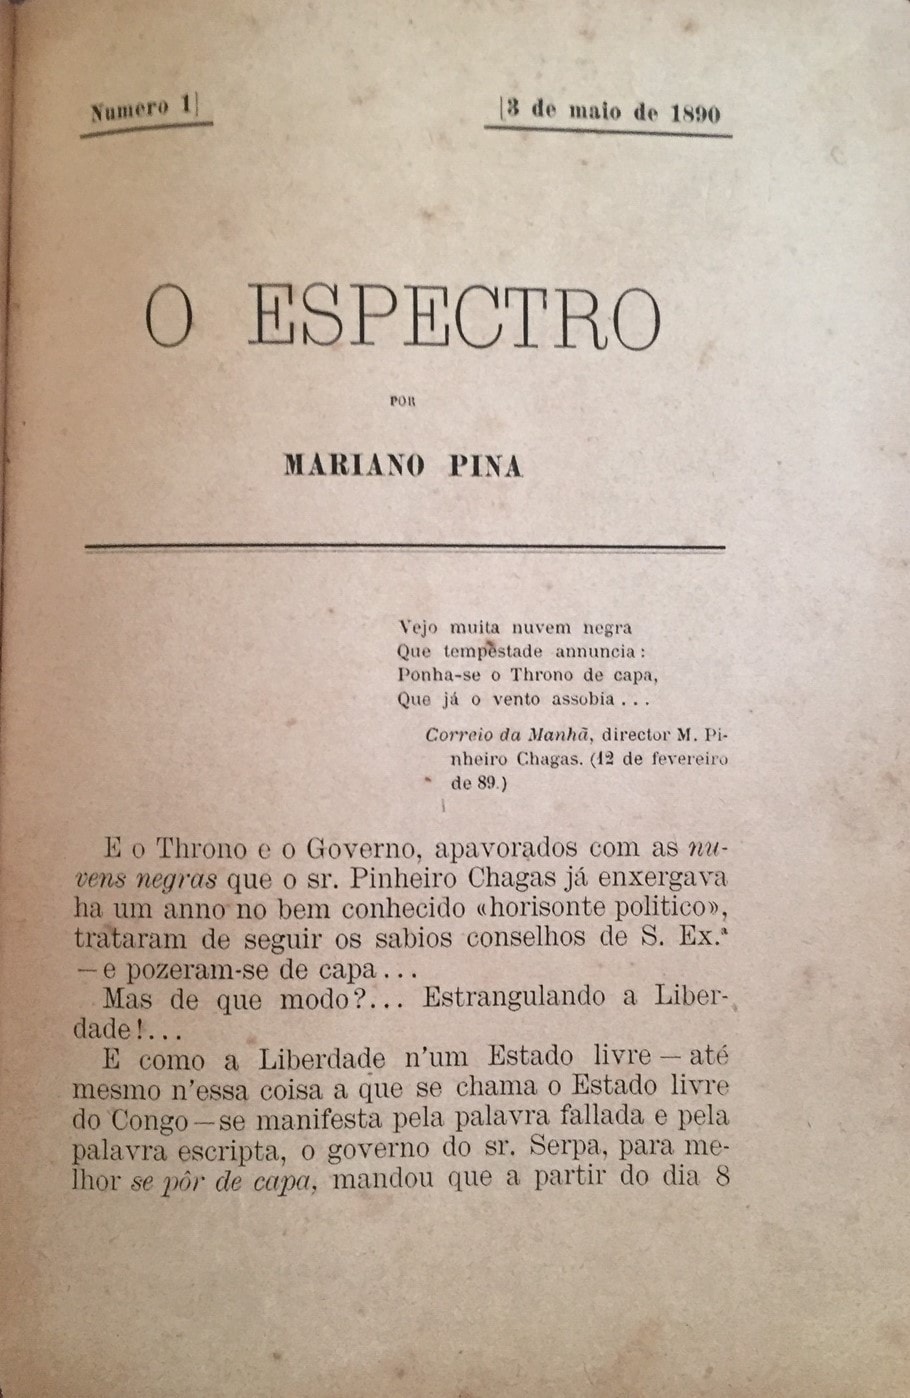 Numero 1
3 de maio de 1890
O ESPECTRO
POR
MARIANO PINA
Vejo muita nuvem negra
Que tempestade annuncia:
Ponha-se o Throno de capa,
Que já o vento assobia...
Correio da Manhã, director M. Pi-
nheiro Chagas. (12 de fevereiro
de 89.)
E o Throno e o Governo, apavorados com as nu-
vens negras que o sr. Pinheiro Chagas já enxergava
ha um anno no bem conhecido «horisonte politico»,
trataram de seguir os sabios conselhos de S. Ex.ª
—e pozeram-se de capa...
Mas de que modo?... Estrangulando a Liber-
dade!...
E como a Liberdade n'um Estado livre — até
mesmo n'essa coisa a que se chama o Estado livre
do Congo — se manifesta pela palavra fallada e pela
palavra escripta, o governo do sr. Serpa, para me-
lhor se pôr de capa, mandou que a partir do dia 8